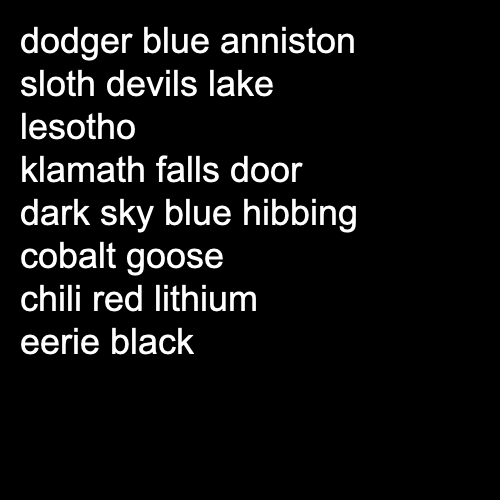 dodger blue anniston
sloth devils lake
lesotho
klamath falls door
dark sky blue hibbing
cobalt goose
chili red lithium
eerie black